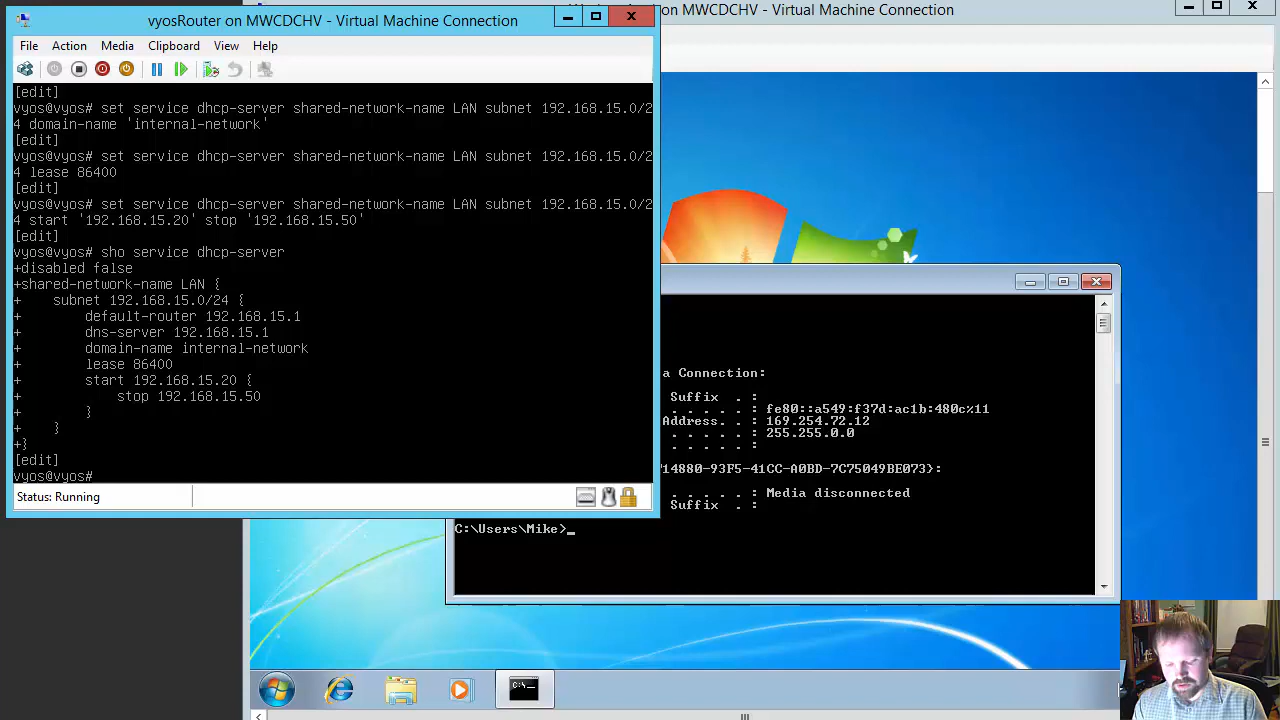 vyosRouter on MWCDCHV - Virtual Machine Connection
on MWCDCHV - Virtual Machine Connection
File Action Media Clipboard View Help
[edit]
vyos@vyos# set service dhcp-server shared-network-name LAN subnet 192.168.15.0/2
4 domain-name 'internal-network'
[edit]
vyos@vyos# set service dhcp-server shared-network-name LAN subnet 192.168.15.0/2
4 lease 86400
[edit]
vyos@vyos# set service dhcp-server shared-network-name LAN subnet 192.168.15.0/2
4 start '192.168.15.20' stop '192.168.15.50'
[edit]
vyos@vyos# sho service dhcp-server
+disabled false
+shared-network-name LAN {
+    subnet 192.168.15.0/24 {
+        default-router 192.168.15.1
+        dns-server 192.168.15.1
+        domain-name internal-network
+        lease 86400
+        start 192.168.15.20 {
+            stop 192.168.15.50
+        }
+    }
+}
[edit]
vyos@vyos#
Status: Running
a Connection:
Suffix . :
. . . . . : fe80::a549:f37d:ac1b:480c%11
Address. . : 169.254.72.12
. . . . . : 255.255.0.0
. . . . . :
14880-93F5-41CC-A0BD-7C75049BE073}:
. . . . . : Media disconnected
Suffix . :
C:\Users\Mike>_